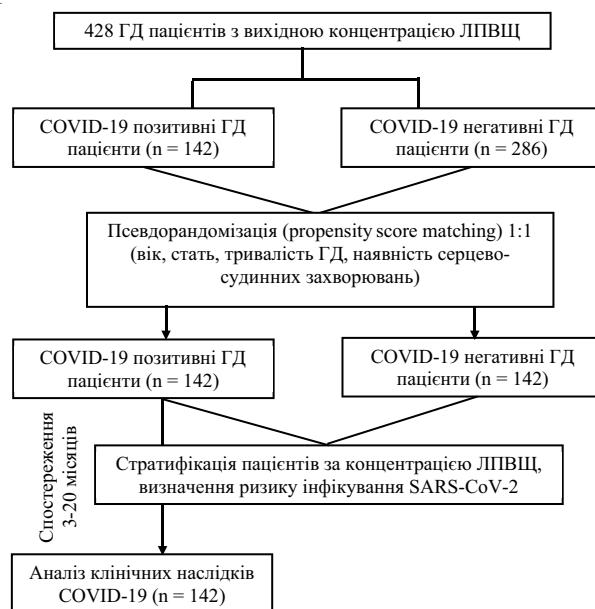 428 ГД пацієнтів з вихідною концентрацією ЛПВЩ
COVID-19 позитивні ГД
пацієнти (n = 142)
COVID-19 негативні ГД
пацієнти (n = 286)
Псевдорандомізація (propensity score matching) 1:1
(вік, стать, тривалість ГД, наявність серцево-
судинних захворювань)
COVID-19 позитивні ГД
пацієнти (n = 142)
COVID-19 негативні ГД
пацієнти (n = 142)
Спостереження
3-20 місяців
Стратифікація пацієнтів за концентрацією ЛПВЩ,
визначення ризику інфікування SARS-CoV-2
Аналіз клінічних наслідків
COVID-19 (n = 142)